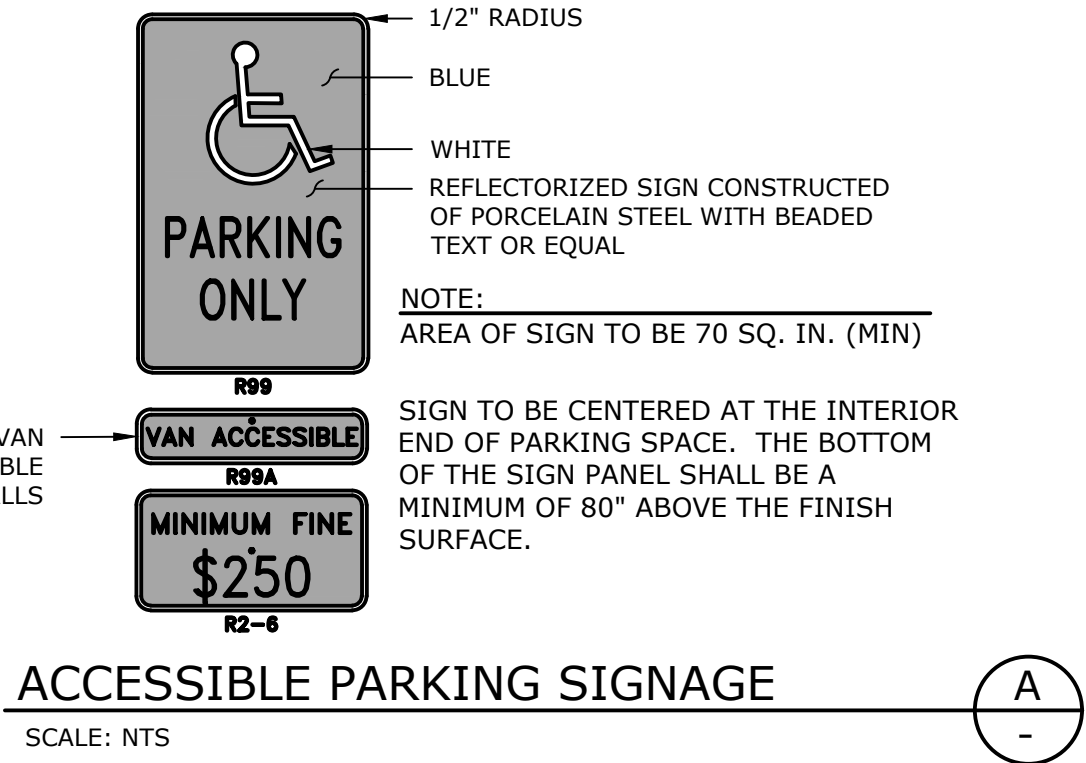 1/2" RADIUS
BLUE
WHITE
REFLECTORIZED SIGN CONSTRUCTED
OF PORCELAIN STEEL WITH BEADED
TEXT OR EQUAL
PARKING
ONLY
R99
NOTE:
AREA OF SIGN TO BE 70 SQ. IN. (MIN)
VAN
BLE
LLS
VAN ACCESSIBLE
R99A
MINIMUM FINE
$250
R2-6
SIGN TO BE CENTERED AT THE INTERIOR
END OF PARKING SPACE. THE BOTTOM
OF THE SIGN PANEL SHALL BE A
MINIMUM OF 80" ABOVE THE FINISH
SURFACE.
ACCESSIBLE PARKING SIGNAGE
SCALE: NTS
A
-